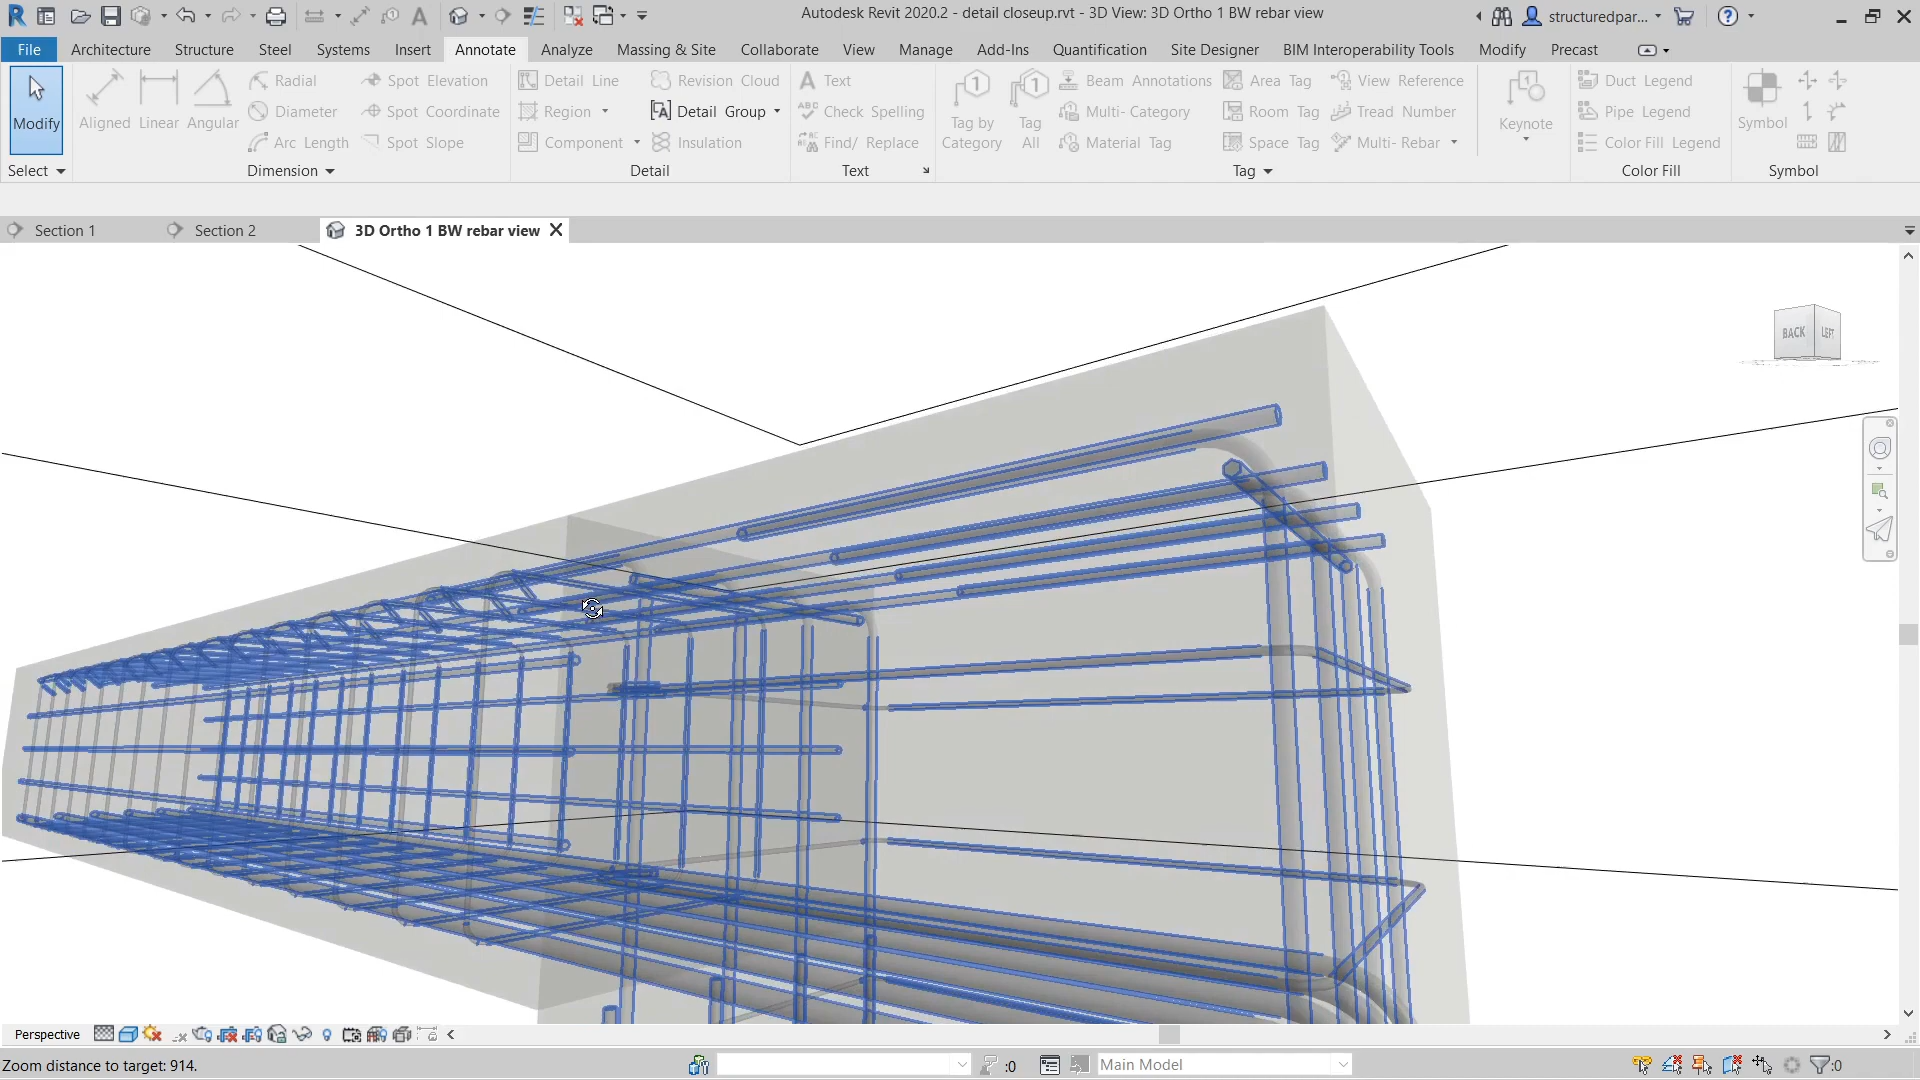 Autodesk Revit 2020.2 - detail closeup.rvt - 3D View: 3D Ortho 1 BW rebar view
structuredpar...
File Architecture Structure Steel Systems Insert Annotate Analyze Massing & Site Collaborate View Manage Add-Ins Quantification Site Designer BIM Interoperability Tools Modify Precast
Modify
Aligned
Linear
Angular
Radial
Diameter
Arc Length
Spot Elevation
Spot Coordinate
Spot Slope
Detail Line
Region
Component
Revision Cloud
Detail Group
Insulation
Text
Check Spelling
Find/ Replace
Tag by
Category
Tag
All
Beam Annotations
Multi- Category
Material Tag
Area Tag
Room Tag
Space Tag
View Reference
Tread Number
Multi- Rebar
Keynote
Duct Legend
Pipe Legend
Color Fill Legend
Symbol
Select Dimension Detail Text Tag Color Fill Symbol
Section 1 Section 2 3D Ortho 1 BW rebar view
BACK LEFT
Perspective
Zoom distance to target: 914.
:0
Main Model
:0